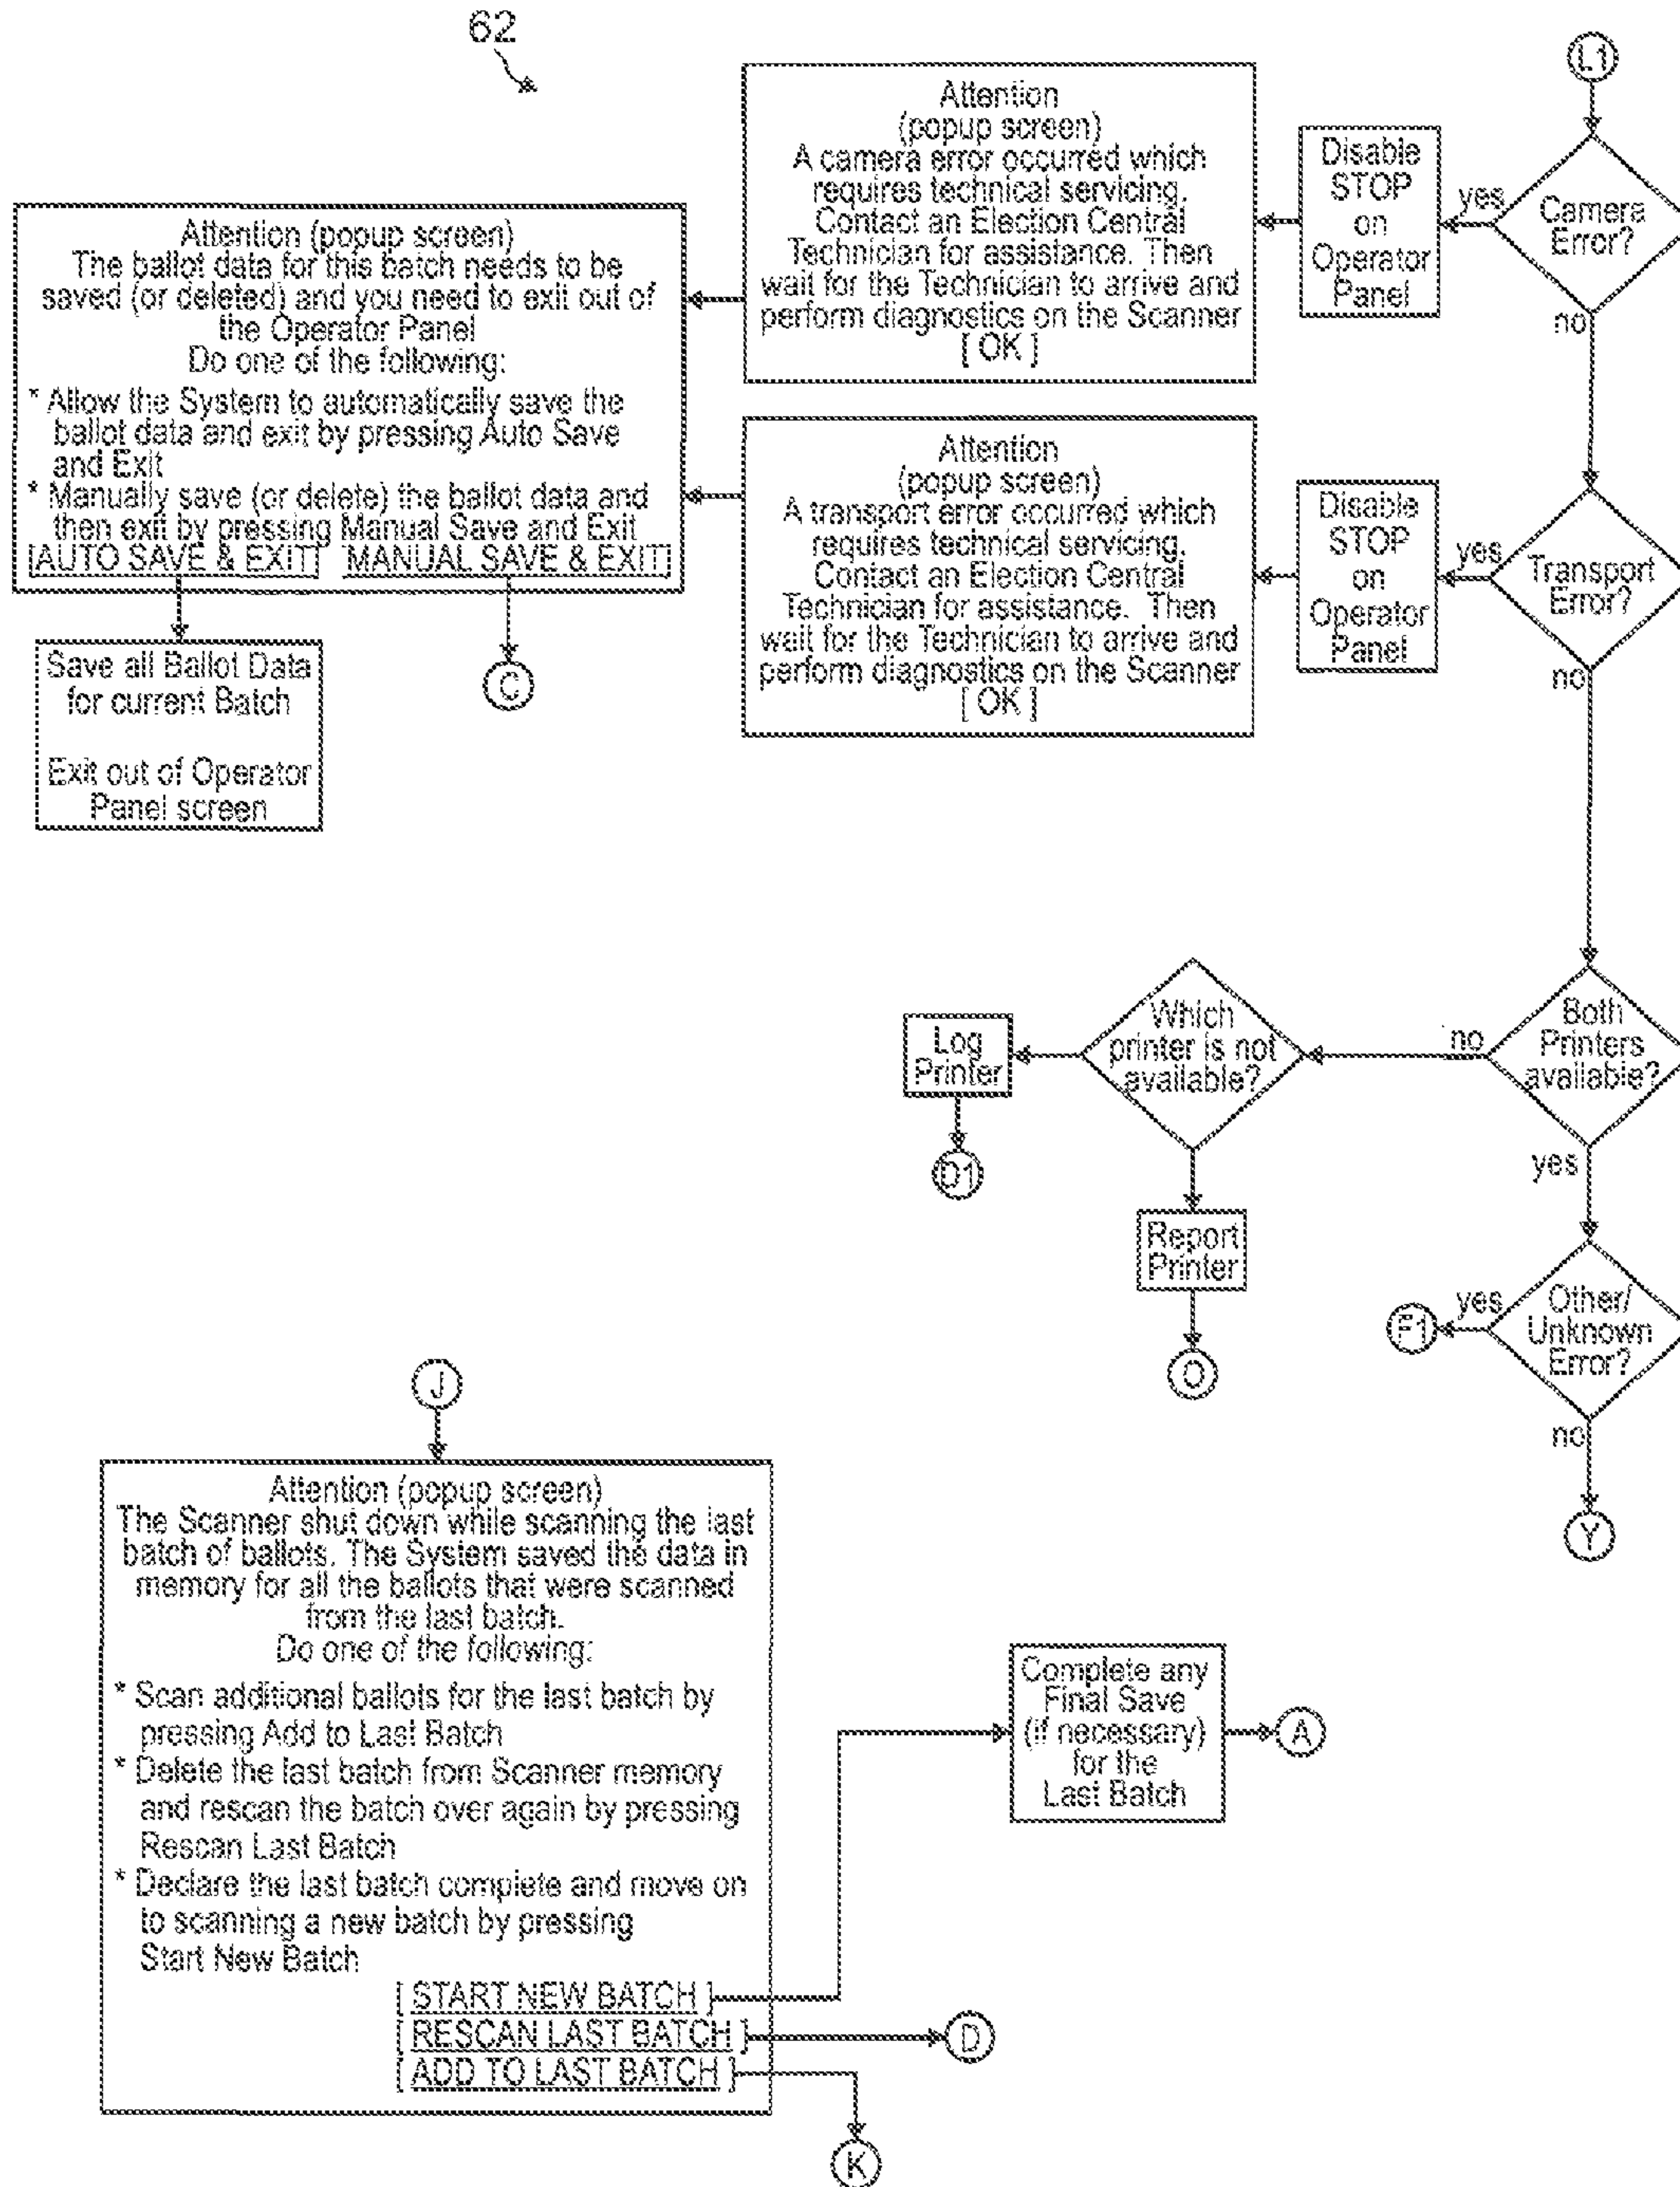 62
L1
Attention
(popup screen)
A camera error occurred which
requires technical servicing.
Contact an Election Central
Technician for assistance. Then
wait for the Technician to arrive and
perform diagnostics on the Scanner
[ OK ]
Disable
STOP
on
Operator
Panel
yes
Camera
Error?
no
Attention (popup screen)
The ballot data for this batch needs to be
saved (or deleted) and you need to exit out of
the Operator Panel
Do one of the following:
* Allow the System to automatically save the
ballot data and exit by pressing Auto Save
and Exit
* Manually save (or delete) the ballot data and
then exit by pressing Manual Save and Exit
[AUTO SAVE & EXIT] [MANUAL SAVE & EXIT]
Attention
(popup screen)
A transport error occurred which
requires technical servicing.
Contact an Election Central
Technician for assistance. Then
wait for the Technician to arrive and
perform diagnostics on the Scanner
[ OK ]
Disable
STOP
on
Operator
Panel
yes
Transport
Error?
no
Save all Ballot Data
for current Batch
Exit out of Operator
Panel screen
C
Log
Printer
Which
printer is not
available?
no
Both
Printers
available?
yes
D1
Report
Printer
O
F1
yes
Other/
Unknown
Error?
no
Y
J
Attention (popup screen)
The Scanner shut down while scanning the last
batch of ballots. The System saved the data in
memory for all the ballots that were scanned
from the last batch.
Do one of the following:
* Scan additional ballots for the last batch by
pressing Add to Last Batch
* Delete the last batch from Scanner memory
and rescan the batch over again by pressing
Rescan Last Batch
* Declare the last batch complete and move on
to scanning a new batch by pressing
Start New Batch
[ START NEW BATCH ]
[ RESCAN LAST BATCH ]
[ ADD TO LAST BATCH ]
Complete any
Final Save
(if necessary)
for the
Last Batch
A
D
K